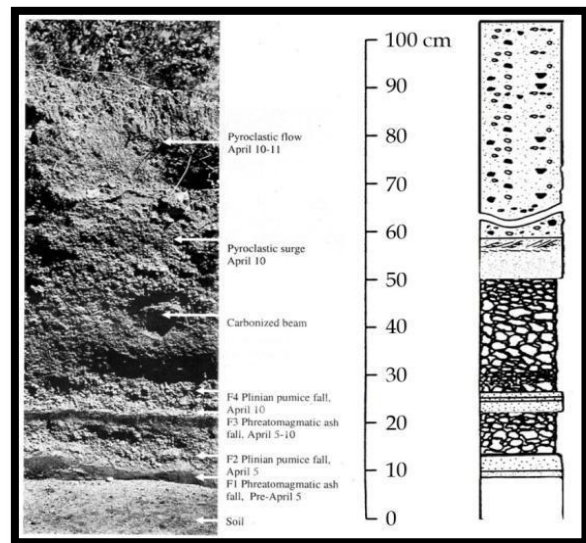 Pyroclastic flow
April 10-11
Pyroclastic surge
April 10
Carbonized beam
F4 Plinian pumice fall,
April 10
F3 Phreatomagmatic ash
fall, April 5-10
F2 Plinian pumice fall,
April 5
F1 Phreatomagmatic ash
fall, Pre-April 5
Soil
100 cm
90
80
70
60
50
40
30
20
10
0